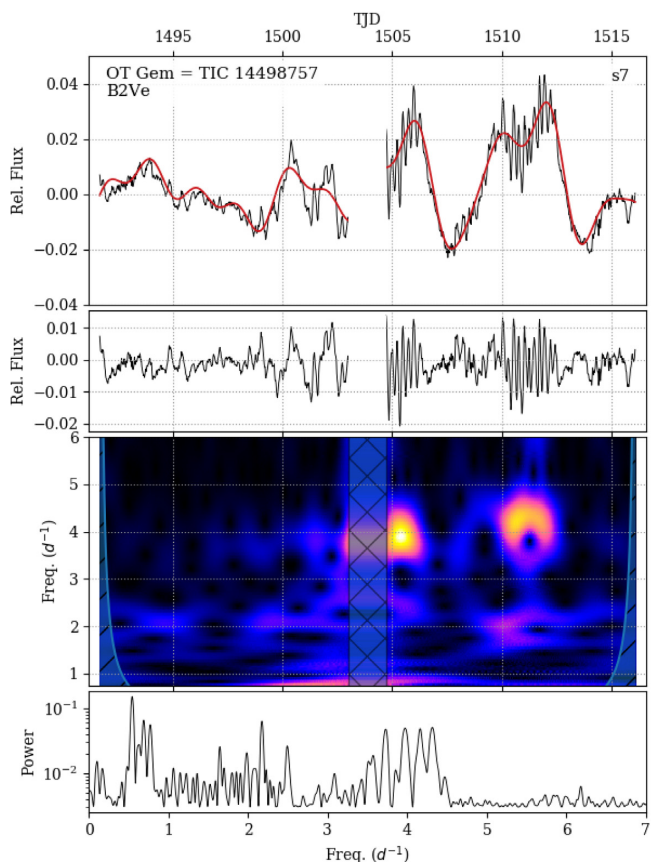 TJD
1495 1500 1505 1510 1515
OT Gem = TIC 14498757
s7
B2Ve
0.04
0.02
0.00
−0.02
−0.04
Rel. Flux
0.01
0.00
−0.01
−0.02
Rel. Flux
6
5
4
3
2
1
Freq. (d⁻¹)
10⁻¹
10⁻²
Power
0 1 2 3 4 5 6 7
Freq. (d⁻¹)